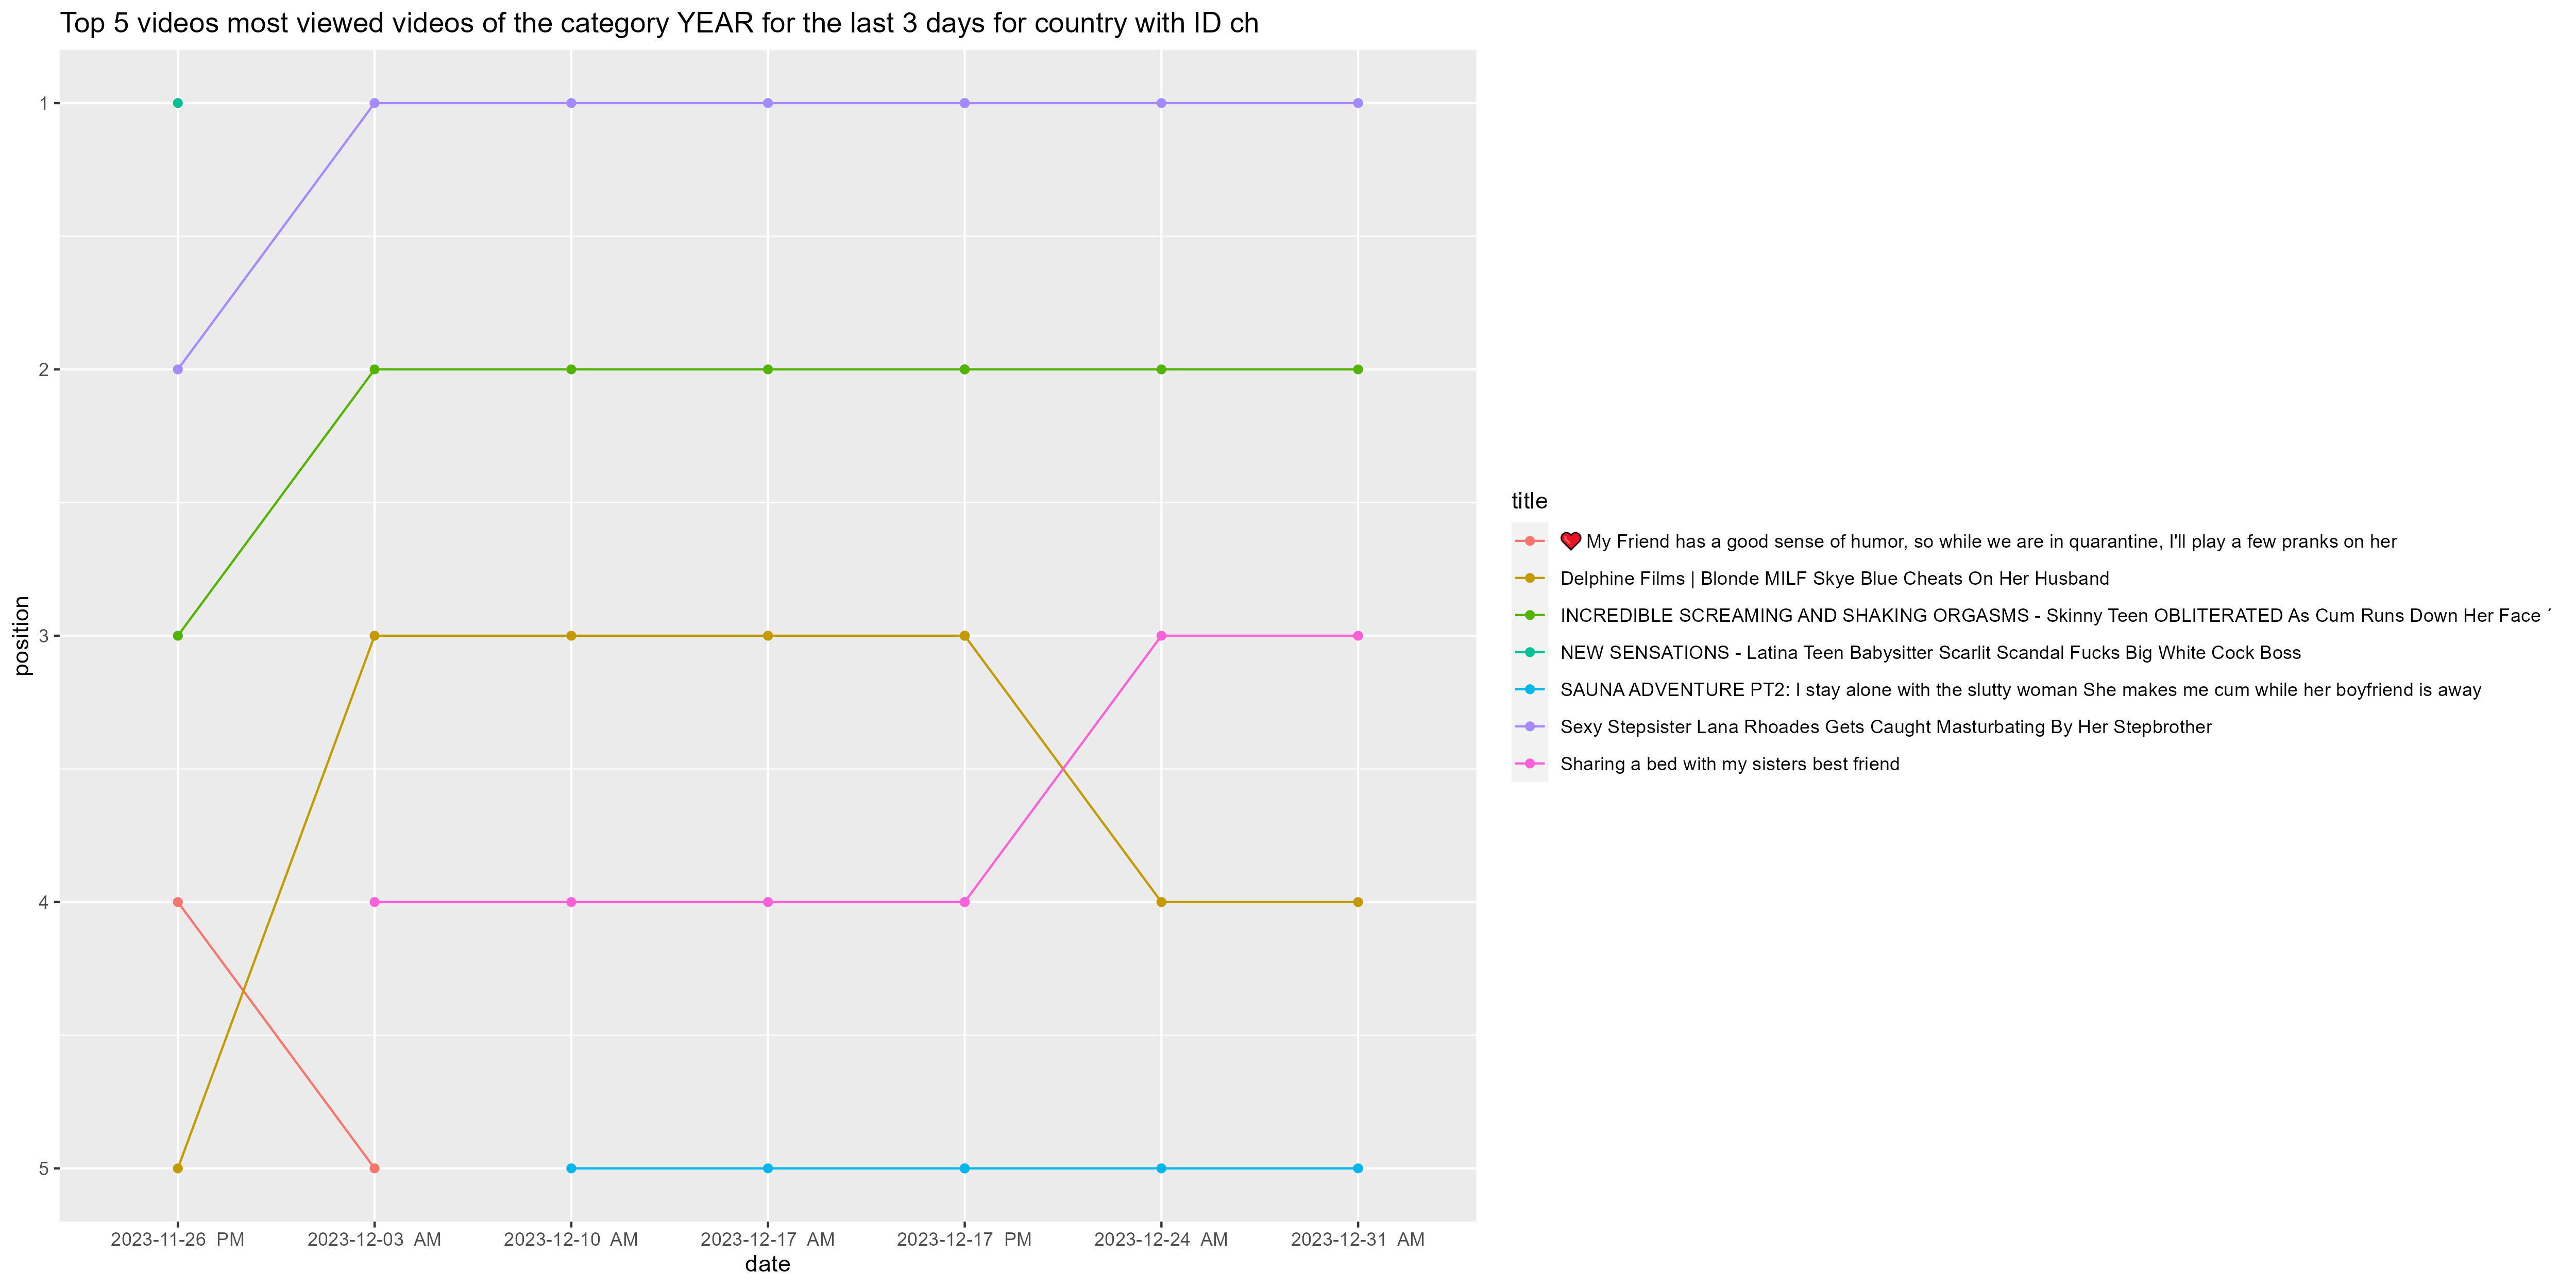 Top 5 videos most viewed videos of the category YEAR for the last 3 days for country with ID ch
position
1
2
3
4
5
2023-11-26 PM
2023-12-03 AM
2023-12-10 AM
2023-12-17 AM
2023-12-17 PM
2023-12-24 AM
2023-12-31 AM
date
title
❤️ My Friend has a good sense of humor, so while we are in quarantine, I'll play a few pranks on her
Delphine Films | Blonde MILF Skye Blue Cheats On Her Husband
INCREDIBLE SCREAMING AND SHAKING ORGASMS - Skinny Teen OBLITERATED As Cum Runs Down Her Face
NEW SENSATIONS - Latina Teen Babysitter Scarlit Scandal Fucks Big White Cock Boss
SAUNA ADVENTURE PT2: I stay alone with the slutty woman She makes me cum while her boyfriend is away
Sexy Stepsister Lana Rhoades Gets Caught Masturbating By Her Stepbrother
Sharing a bed with my sisters best friend